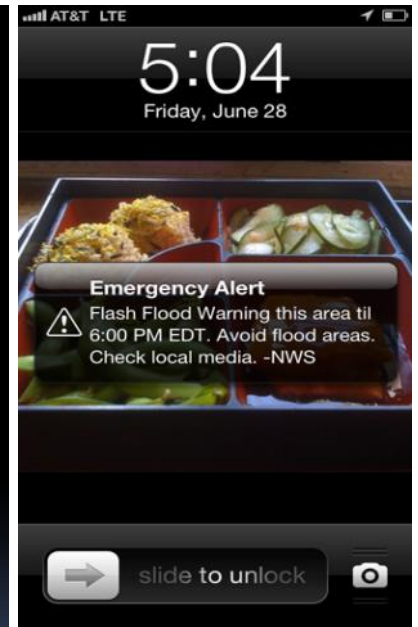 AT&T LTE
5:04
Friday, June 28
Emergency Alert
Flash Flood Warning this area til
6:00 PM EDT. Avoid flood areas.
Check local media. -NWS
slide to unlock